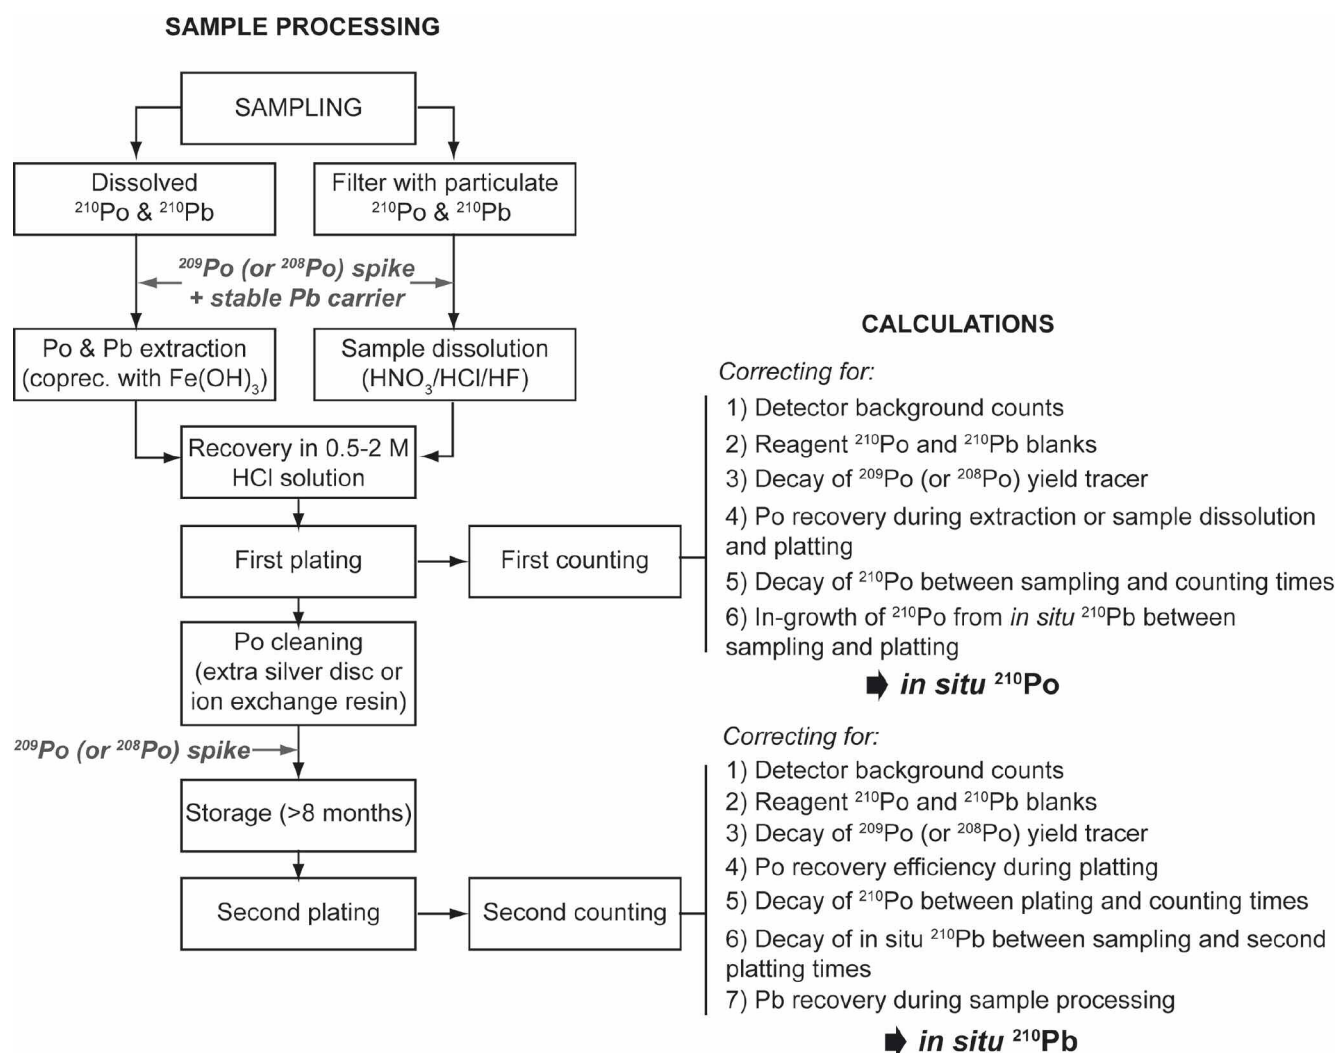 SAMPLE PROCESSING
SAMPLING
Dissolved
²¹⁰Po & ²¹⁰Pb
Filter with particulate
²¹⁰Po & ²¹⁰Pb
²⁰⁹Po (or ²⁰⁸Po) spike
+ stable Pb carrier
Po & Pb extraction
(coprec. with Fe(OH)₃)
Sample dissolution
(HNO₃/HCl/HF)
Recovery in 0.5-2 M
HCl solution
First plating
First counting
Po cleaning
(extra silver disc or
ion exchange resin)
²⁰⁹Po (or ²⁰⁸Po) spike
Storage (>8 months)
Second plating
Second counting
CALCULATIONS
Correcting for:
1) Detector background counts
2) Reagent ²¹⁰Po and ²¹⁰Pb blanks
3) Decay of ²⁰⁹Po (or ²⁰⁸Po) yield tracer
4) Po recovery during extraction or sample dissolution
and platting
5) Decay of ²¹⁰Po between sampling and counting times
6) In-growth of ²¹⁰Po from in situ ²¹⁰Pb between
sampling and platting
in situ ²¹⁰Po
Correcting for:
1) Detector background counts
2) Reagent ²¹⁰Po and ²¹⁰Pb blanks
3) Decay of ²⁰⁹Po (or ²⁰⁸Po) yield tracer
4) Po recovery efficiency during platting
5) Decay of ²¹⁰Po between plating and counting times
6) Decay of in situ ²¹⁰Pb between sampling and second
platting times
7) Pb recovery during sample processing
in situ ²¹⁰Pb